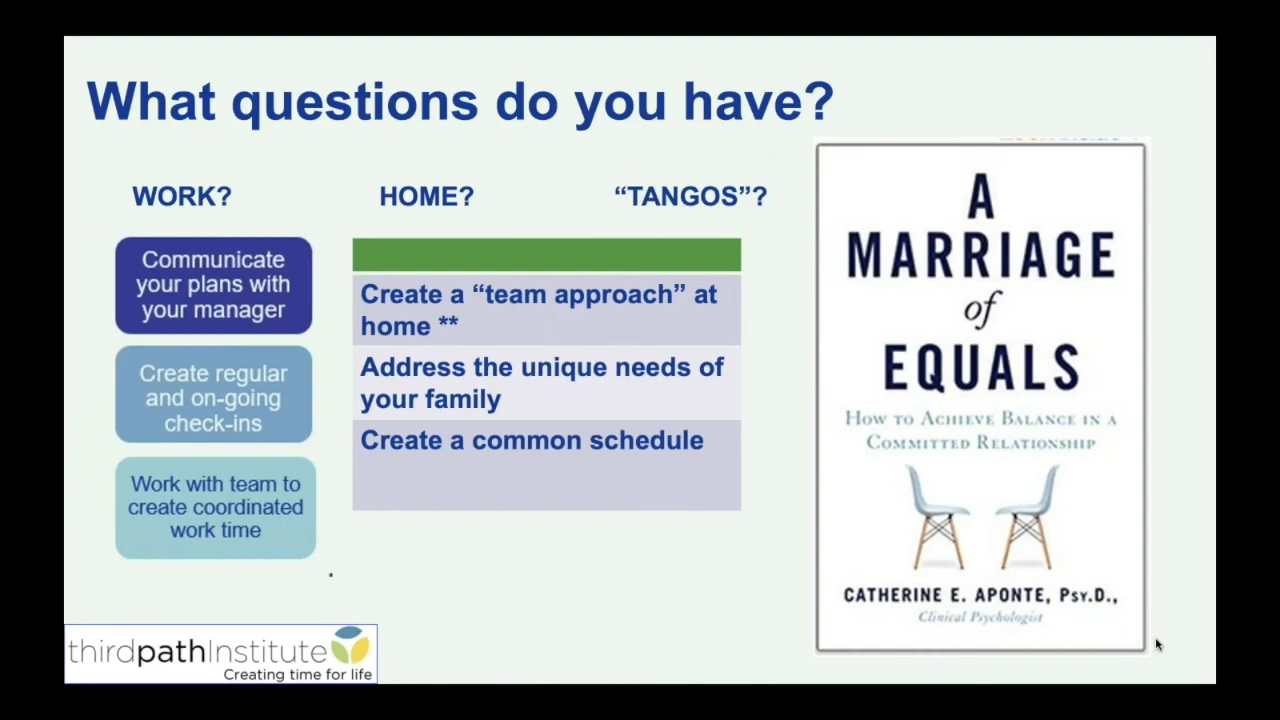 What questions do you have?
WORK?
HOME?
“TANGOS”?
Communicate
your plans with
your manager
Create regular
and on-going
check-ins
Work with team to
create coordinated
work time
.
Create a “team approach” at
home **
Address the unique needs of
your family
Create a common schedule
A
MARRIAGE
of
EQUALS
HOW TO ACHIEVE BALANCE IN A
COMMITTED RELATIONSHIP
CATHERINE E. APONTE, PSY.D.,
Clinical Psychologist
thirdpathInstitute
Creating time for life